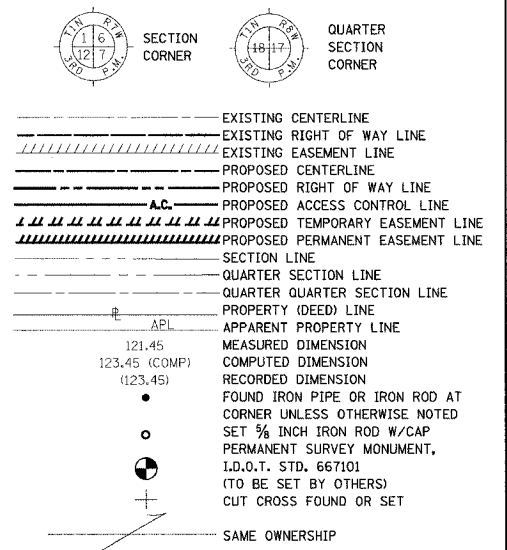 T1N R7W
1 6
12 7
3RD P.M.
SECTION
CORNER
T1N R8W
18 17
3RD P.M.
QUARTER
SECTION
CORNER
EXISTING CENTERLINE
EXISTING RIGHT OF WAY LINE
EXISTING EASEMENT LINE
PROPOSED CENTERLINE
PROPOSED RIGHT OF WAY LINE
A.C. PROPOSED ACCESS CONTROL LINE
PROPOSED TEMPORARY EASEMENT LINE
PROPOSED PERMANENT EASEMENT LINE
SECTION LINE
QUARTER SECTION LINE
QUARTER QUARTER SECTION LINE
PL PROPERTY (DEED) LINE
APL APPARENT PROPERTY LINE
121.45 MEASURED DIMENSION
123.45 (COMP) COMPUTED DIMENSION
(123.45) RECORDED DIMENSION
FOUND IRON PIPE OR IRON ROD AT
CORNER UNLESS OTHERWISE NOTED
SET 5/8 INCH IRON ROD W/CAP
PERMANENT SURVEY MONUMENT,
I.D.O.T. STD. 667101
(TO BE SET BY OTHERS)
CUT CROSS FOUND OR SET
SAME OWNERSHIP